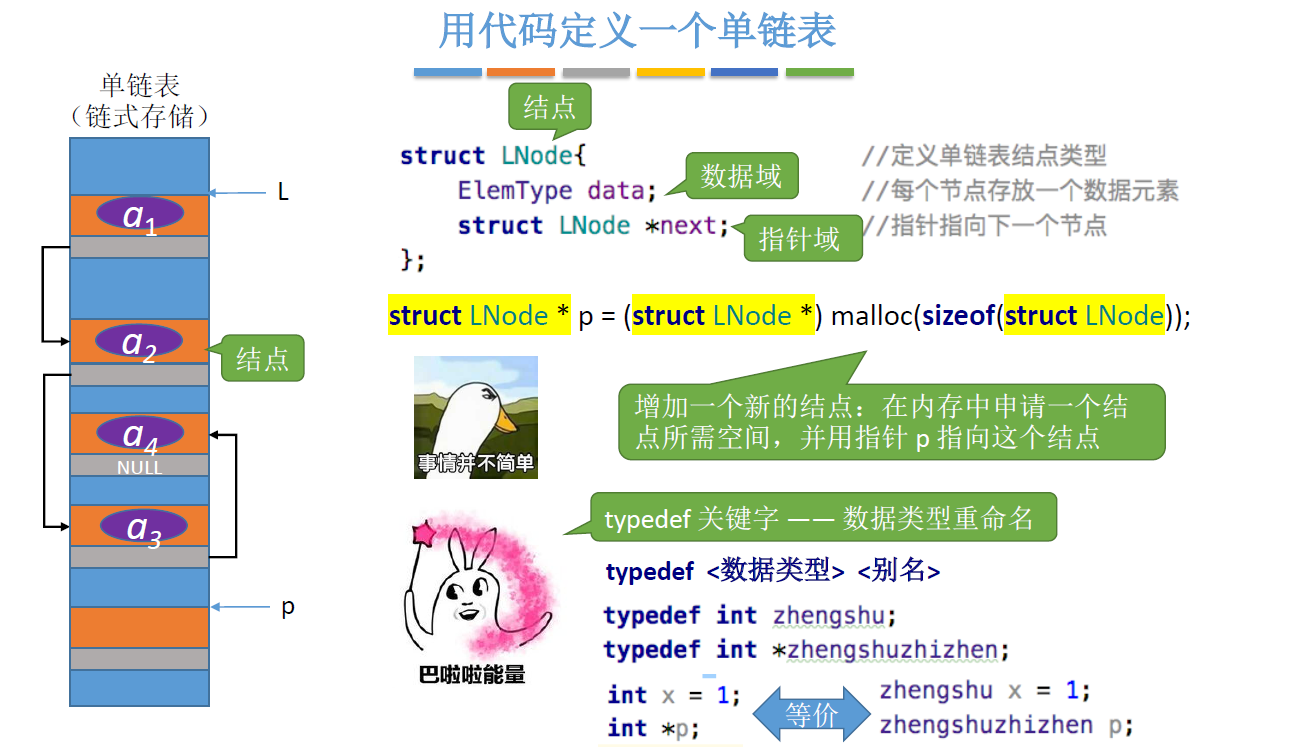 用代码定义一个单链表
单链表
（链式存储）
L
a1
a2
结点
a4
NULL
a3
p
结点
struct LNode{ //定义单链表结点类型
ElemType data; 数据域 //每个节点存放一个数据元素
struct LNode *next; 指针域 //指针指向下一个节点
};
struct LNode * p = (struct LNode *) malloc(sizeof(struct LNode));
增加一个新的结点：在内存中申请一个结
点所需空间，并用指针 p 指向这个结点
事情并不简单
typedef 关键字 —— 数据类型重命名
巴啦啦能量
typedef <数据类型> <别名>
typedef int zhengshu;
typedef int *zhengshuzhizhen;
int x = 1;
int *p;
等价
zhengshu x = 1;
zhengshuzhizhen p;